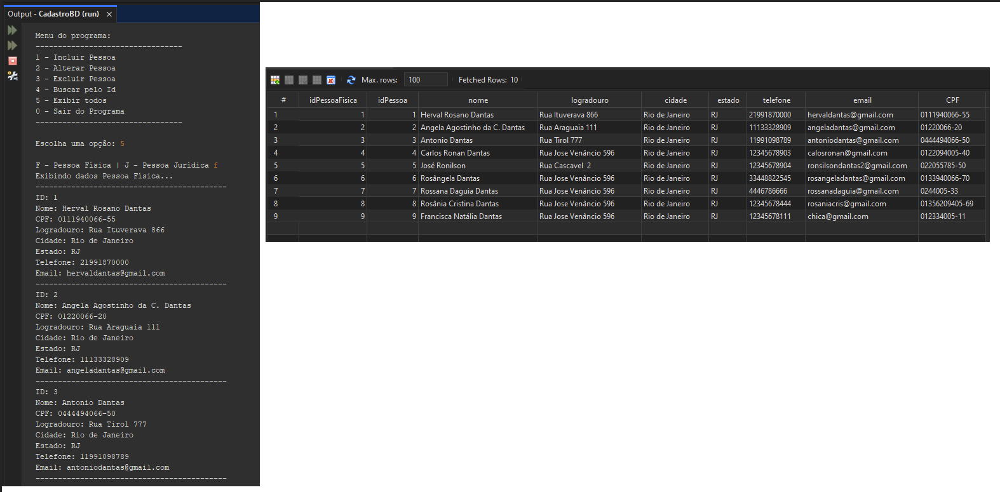 Output - CadastroBD (run) ×
Menu do programa:
---------------------------------
1 - Incluir Pessoa
2 - Alterar Pessoa
3 - Excluir Pessoa
4 - Buscar pelo Id
5 - Exibir todos
0 - Sair do Programa
---------------------------------
Escolha uma opção: 5
F - Pessoa Física | J - Pessoa Jurídica f
Exibindo dados Pessoa Física...
-------------------------------------------
ID: 1
Nome: Herval Rosano Dantas
CPF: 0111940066-55
Logradouro: Rua Ituverava 866
Cidade: Rio de Janeiro
Estado: RJ
Telefone: 21991870000
Email: hervaldantas@gmail.com
-------------------------------------------
ID: 2
Nome: Angela Agostinho da C. Dantas
CPF: 01220066-20
Logradouro: Rua Araguaia 111
Cidade: Rio de Janeiro
Estado: RJ
Telefone: 11133328909
Email: angeladantas@gmail.com
-------------------------------------------
ID: 3
Nome: Antonio Dantas
CPF: 0444494066-50
Logradouro: Rua Tirol 777
Cidade: Rio de Janeiro
Estado: RJ
Telefone: 11991098789
Email: antoniodantas@gmail.com
-------------------------------------------
Max. rows: 100 Fetched Rows: 10
# idPessoaFisica idPessoa nome logradouro cidade estado telefone email CPF
1 1 1 Herval Rosano Dantas Rua Ituverava 866 Rio de Janeiro RJ 21991870000 hervaldantas@gmail.com 0111940066-55
2 2 2 Angela Agostinho da C. Dantas Rua Araguaia 111 Rio de Janeiro RJ 11133328909 angeladantas@gmail.com 01220066-20
3 3 3 Antonio Dantas Rua Tirol 777 Rio de Janeiro RJ 11991098789 antoniodantas@gmail.com 0444494066-50
4 4 4 Carlos Ronan Dantas Rua Jose Venâncio 596 Rio de Janeiro RJ 12345678903 calosronan@gmail.com 0122094005-40
5 5 5 José Ronilson Rua Cascavel 2 Rio de Janeiro RJ 12345678904 ronsilsondantas2@gmail.com 022055785-50
6 6 6 Rosângela Dantas Rua Jose Venâncio 596 Rio de Janeiro RJ 33448822545 rosangeladantas@gmail.com 0133940066-70
7 7 7 Rossana Daguia Dantas Rua Jose Venâncio 596 Rio de Janeiro RJ 4446786666 rossanadaguia@gmail.com 0244005-33
8 8 8 Rosânia Cristina Dantas Rua Jose Venâncio 596 Rio de Janeiro RJ 12345678444 rosaniacris@gmail.com 01356209405-69
9 9 9 Francisca Natália Dantas Rua Jose Venâncio 596 Rio de Janeiro RJ 12345678111 chica@gmail.com 012334005-11